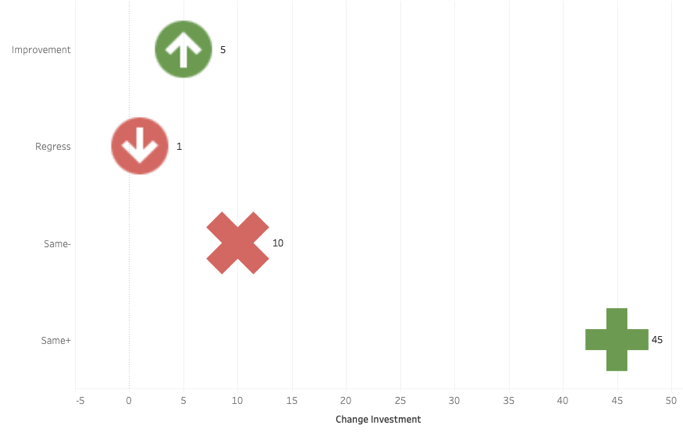 Improvement 5
Regress 1
Same- 10
Same+ 45
-5 0 5 10 15 20 25 30 35 40 45 50
Change Investment